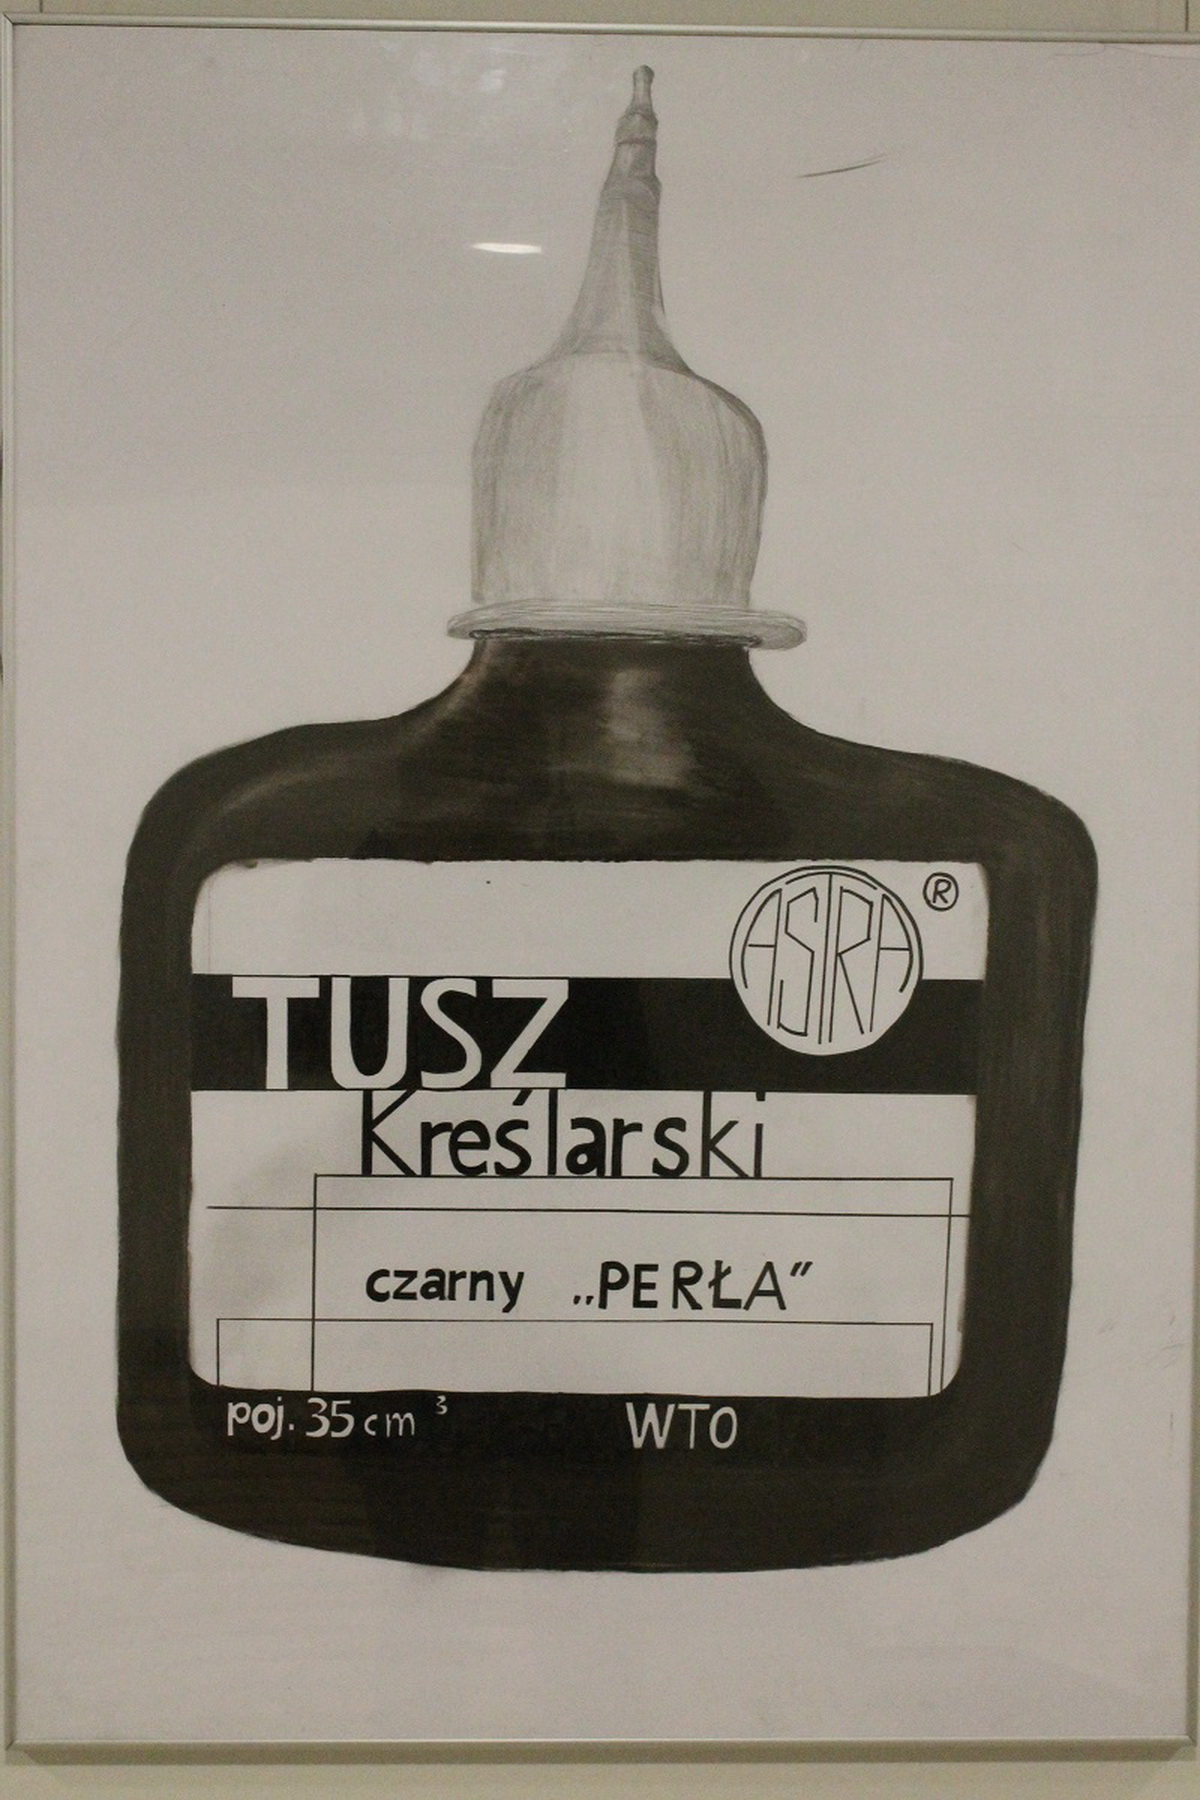 ASTRA ®
TUSZ
Kreślarski
czarny „PERŁA”
poj. 35 cm³ WTO